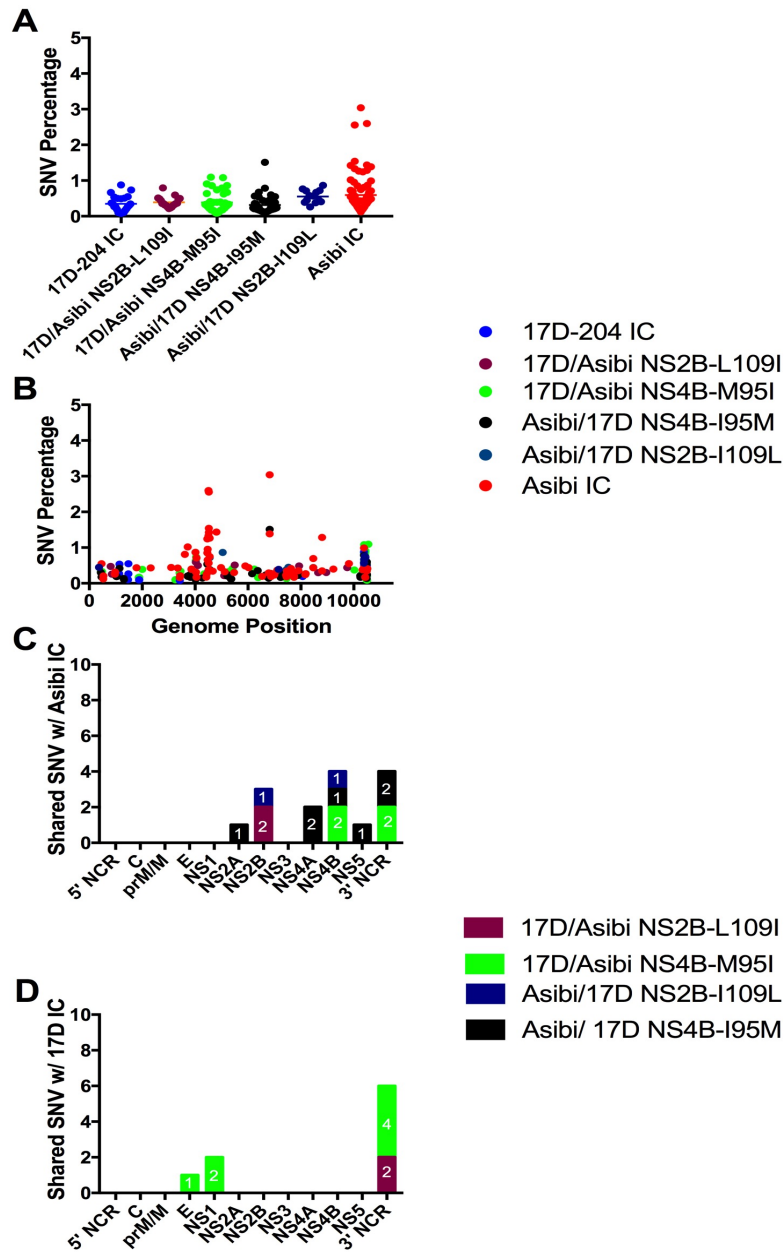 A
SNV Percentage
5
4
3
2
1
0
17D-204 IC
17D/Asibi NS2B-L109I
17D/Asibi NS4B-M95I
Asibi/17D NS4B-I95M
Asibi/17D NS2B-I109L
Asibi IC
17D-204 IC
17D/Asibi NS2B-L109I
17D/Asibi NS4B-M95I
Asibi/17D NS4B-I95M
Asibi/17D NS2B-I109L
Asibi IC
B
SNV Percentage
5
4
3
2
1
0
0 2000 4000 6000 8000 10000
Genome Position
C
Shared SNV w/ Asibi IC
10
8
6
4
2
0
1
1
2
2
1
1
2
1
2
2
5' NCR
C
prM/M
E
NS1
NS2A
NS2B
NS3
NS4A
NS4B
NS5
3' NCR
17D/Asibi NS2B-L109I
17D/Asibi NS4B-M95I
Asibi/17D NS2B-I109L
Asibi/ 17D NS4B-I95M
D
Shared SNV w/ 17D IC
10
8
6
4
2
0
1
2
4
2
5' NCR
C
prM/M
E
NS1
NS2A
NS2B
NS3
NS4A
NS4B
NS5
3' NCR